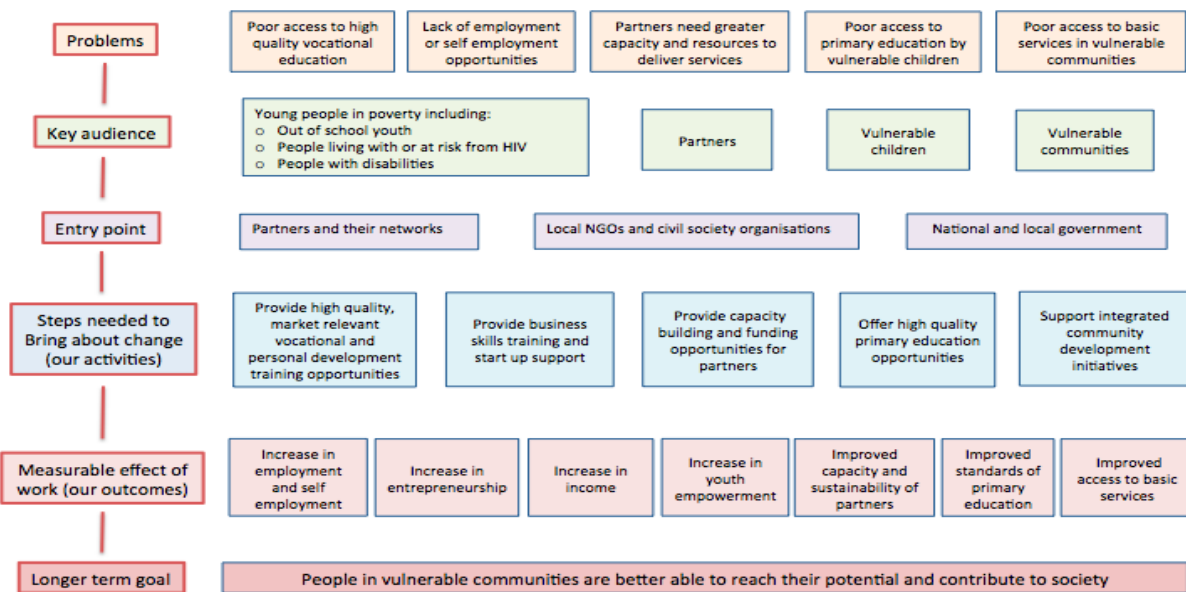 Problems
Poor access to high
quality vocational
education
Lack of employment
or self employment
opportunities
Partners need greater
capacity and resources to
deliver services
Poor access to
primary education by
vulnerable children
Poor access to basic
services in vulnerable
communities
Key audience
Young people in poverty including:
o Out of school youth
o People living with or at risk from HIV
o People with disabilities
Partners
Vulnerable
children
Vulnerable
communities
Entry point
Partners and their networks
Local NGOs and civil society organisations
National and local government
Steps needed to
Bring about change
(our activities)
Provide high quality,
market relevant
vocational and
personal development
training opportunities
Provide business
skills training and
start up support
Provide capacity
building and funding
opportunities for
partners
Offer high quality
primary education
opportunities
Support integrated
community
development
initiatives
Measurable effect of
work (our outcomes)
Increase in
employment
and self
employment
Increase in
entrepreneurship
Increase in
income
Increase in
youth
empowerment
Improved
capacity and
sustainability of
partners
Improved
standards of
primary
education
Improved
access to basic
services
Longer term goal
People in vulnerable communities are better able to reach their potential and contribute to society